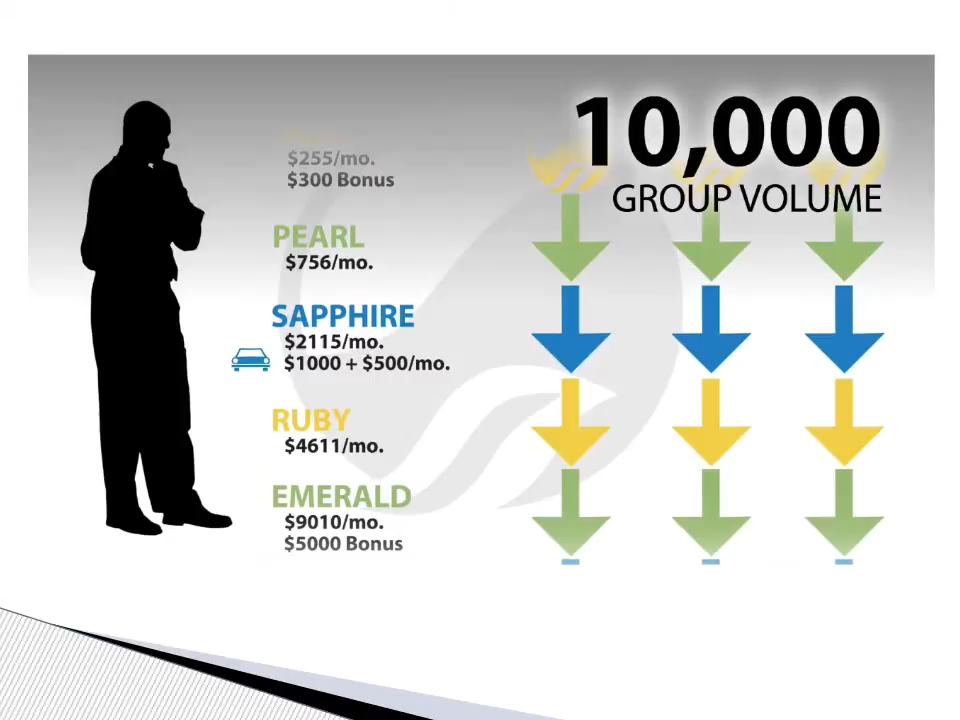 10,000
GROUP VOLUME
$255/mo.
$300 Bonus
PEARL
$756/mo.
SAPPHIRE
$2115/mo.
$1000 + $500/mo.
RUBY
$4611/mo.
EMERALD
$9010/mo.
$5000 Bonus